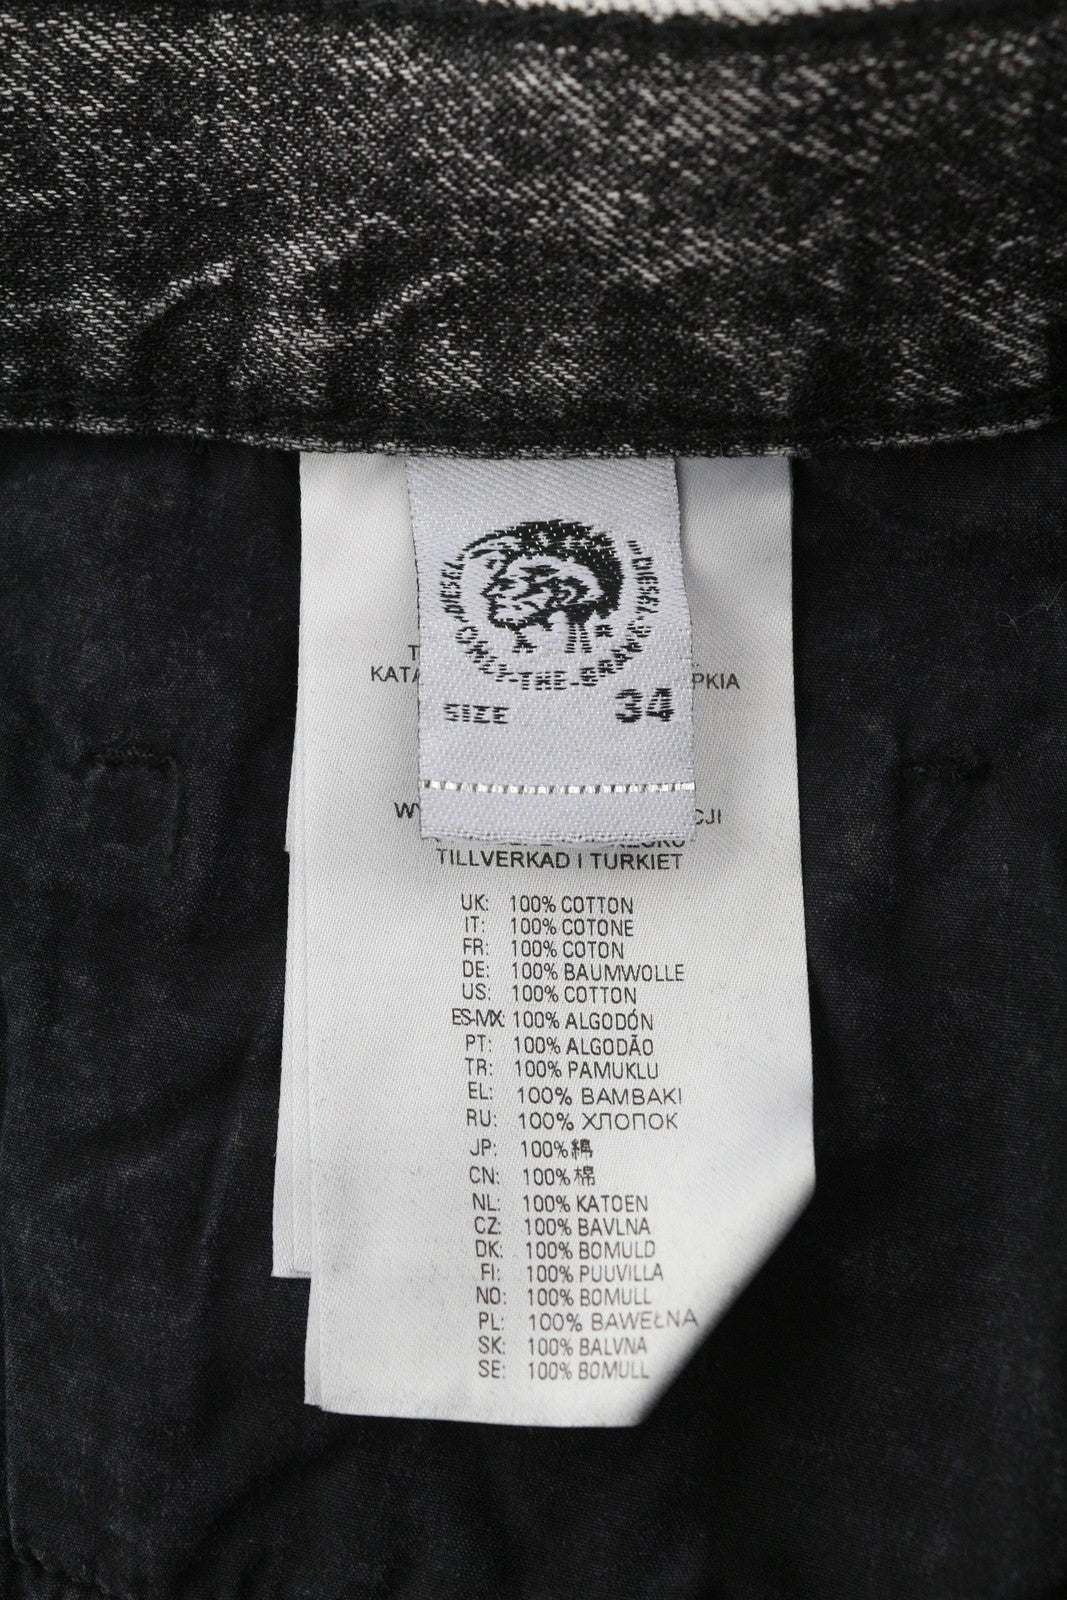 DIESEL
DIESEL
ONLY-THE-BRAVE
SIZE 34
KATA
PKIA
CJI
TILLVERKAD I TURKIET
UK: 100% COTTON
IT: 100% COTONE
FR: 100% COTON
DE: 100% BAUMWOLLE
US: 100% COTTON
ES-MX: 100% ALGODÓN
PT: 100% ALGODÃO
TR: 100% PAMUKLU
EL: 100% BAMBAKI
RU: 100% ХЛОПОК
JP: 100% 綿
CN: 100% 棉
NL: 100% KATOEN
CZ: 100% BAVLNA
DK: 100% BOMULD
FI: 100% PUUVILLA
NO: 100% BOMULL
PL: 100% BAWEŁNA
SK: 100% BALVNA
SE: 100% BOMULL